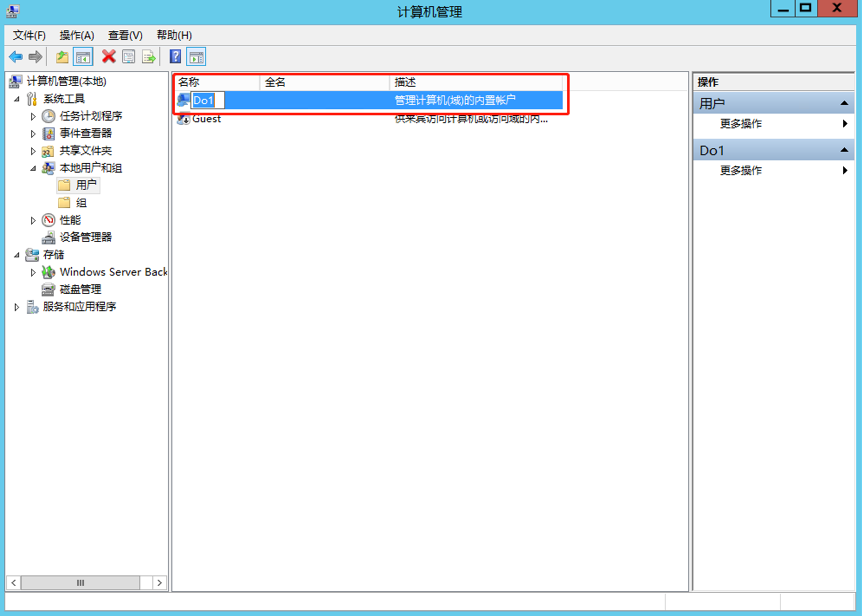 计算机管理
文件(F) 操作(A) 查看(V) 帮助(H)
计算机管理(本地)
系统工具
任务计划程序
事件查看器
共享文件夹
本地用户和组
用户
组
性能
设备管理器
存储
Windows Server Back
磁盘管理
服务和应用程序
名称 全名 描述
Do1 管理计算机(域)的内置帐户
Guest 供来宾访问计算机或访问域的内...
操作
用户
更多操作
Do1
更多操作